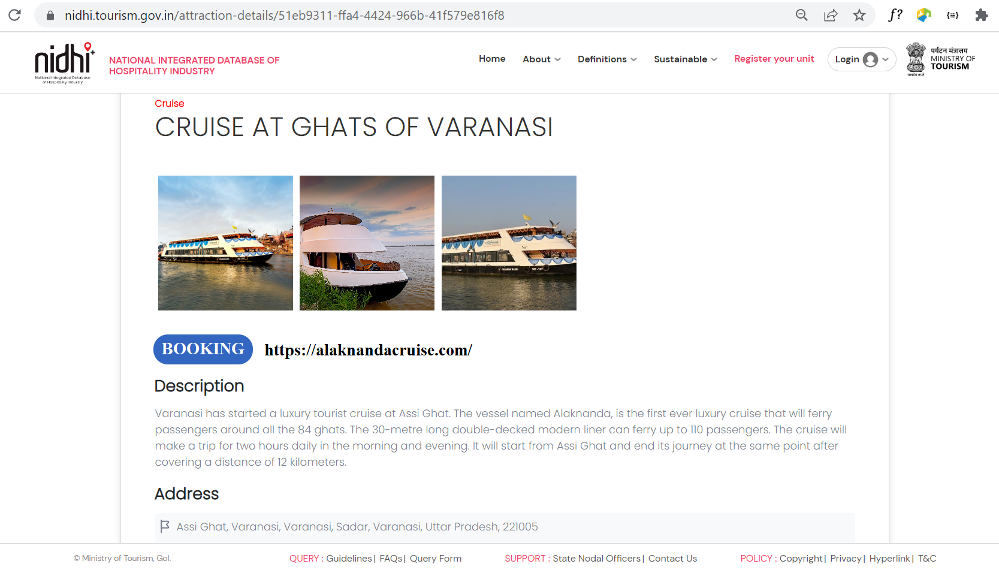 nidhi.tourism.gov.in/attraction-details/51eb9311-ffa4-4424-966b-41f579e816f8
f?
{≡}
nidhi+
National Integrated Database
of Hospitality Industry
NATIONAL INTEGRATED DATABASE OF
HOSPITALITY INDUSTRY
Home About Definitions Sustainable Register your unit Login
सत्यमेव जयते
पर्यटन मंत्रालय
MINISTRY OF
TOURISM
Cruise
CRUISE AT GHATS OF VARANASI
BOOKING https://alaknandacruise.com/
Description
Varanasi has started a luxury tourist cruise at Assi Ghat. The vessel named Alaknanda, is the first ever luxury cruise that will ferry
passengers around all the 84 ghats. The 30-metre long double-decked modern liner can ferry up to 110 passengers. The cruise will
make a trip for two hours daily in the morning and evening. It will start from Assi Ghat and end its journey at the same point after
covering a distance of 12 kilometers.
Address
Assi Ghat, Varanasi, Varanasi, Sadar, Varanasi, Uttar Pradesh, 221005
© Ministry of Tourism, GoI. QUERY : Guidelines| FAQs| Query Form SUPPORT : State Nodal Officers| Contact Us POLICY : Copyright| Privacy| Hyperlink| T&C